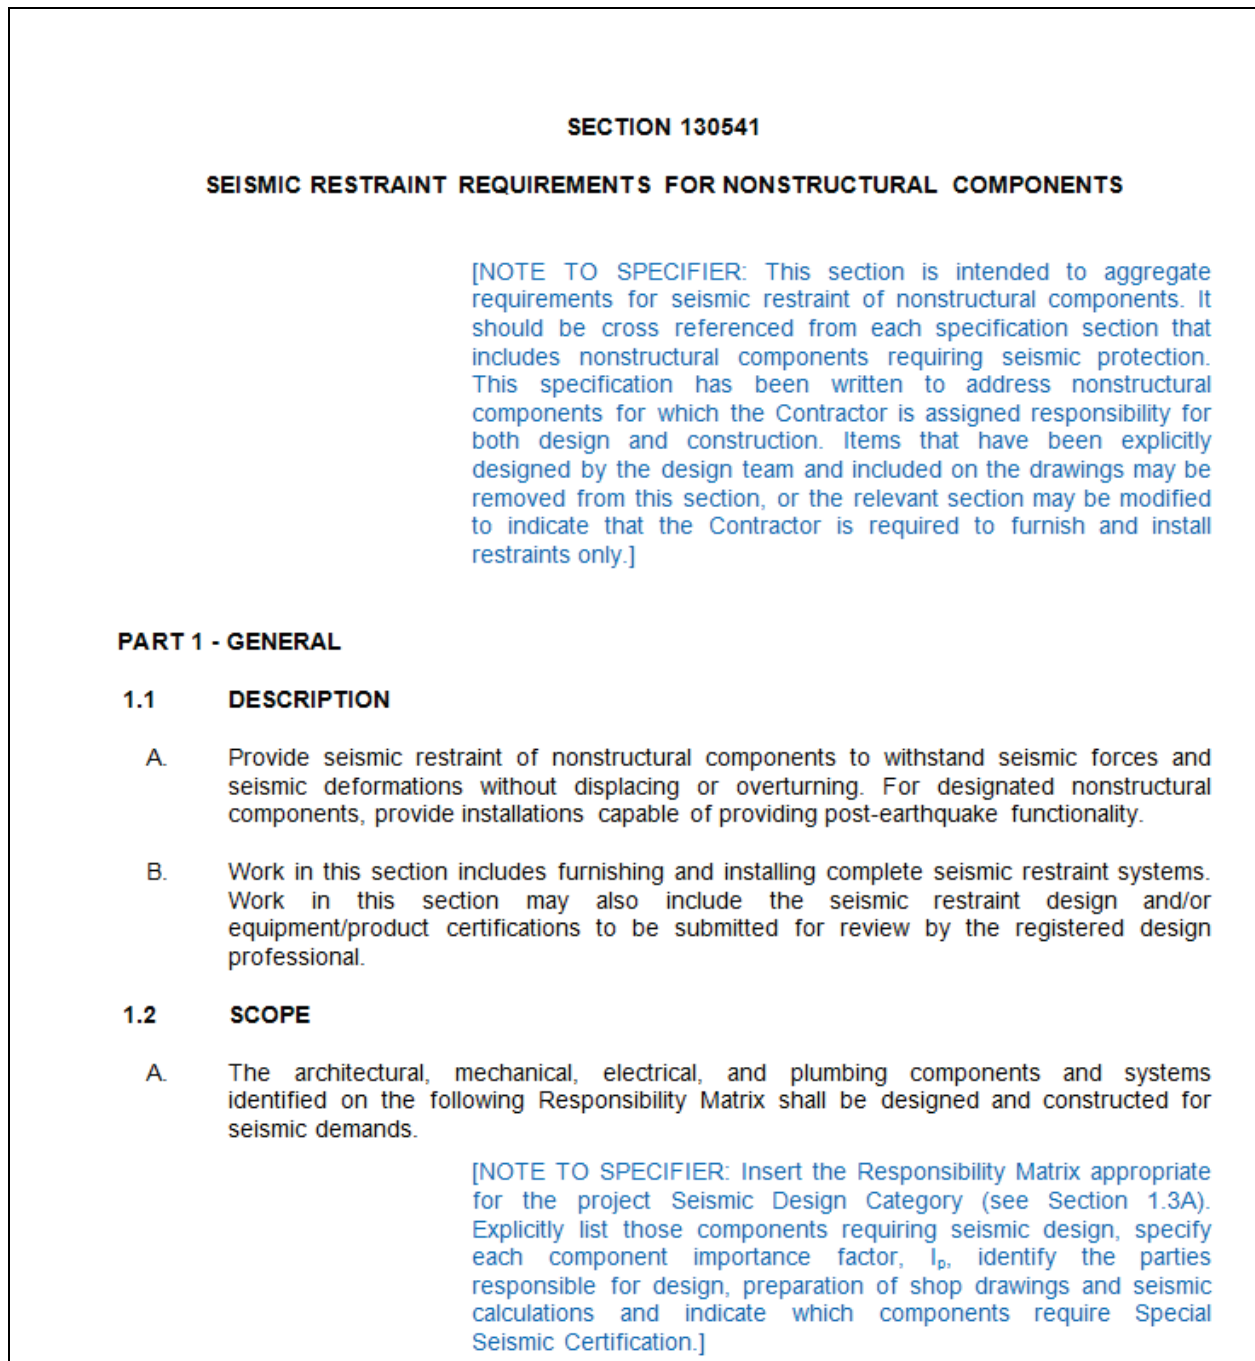 SECTION 130541
SEISMIC RESTRAINT REQUIREMENTS FOR NONSTRUCTURAL COMPONENTS
[NOTE TO SPECIFIER: This section is intended to aggregate
requirements for seismic restraint of nonstructural components. It
should be cross referenced from each specification section that
includes nonstructural components requiring seismic protection.
This specification has been written to address nonstructural
components for which the Contractor is assigned responsibility for
both design and construction. Items that have been explicitly
designed by the design team and included on the drawings may be
removed from this section, or the relevant section may be modified
to indicate that the Contractor is required to furnish and install
restraints only.]
PART 1 - GENERAL
1.1 DESCRIPTION
A. Provide seismic restraint of nonstructural components to withstand seismic forces and
seismic deformations without displacing or overturning. For designated nonstructural
components, provide installations capable of providing post-earthquake functionality.
B. Work in this section includes furnishing and installing complete seismic restraint systems.
Work in this section may also include the seismic restraint design and/or
equipment/product certifications to be submitted for review by the registered design
professional.
1.2 SCOPE
A. The architectural, mechanical, electrical, and plumbing components and systems
identified on the following Responsibility Matrix shall be designed and constructed for
seismic demands.
[NOTE TO SPECIFIER: Insert the Responsibility Matrix appropriate
for the project Seismic Design Category (see Section 1.3A).
Explicitly list those components requiring seismic design, specify
each component importance factor, Ip, identify the parties
responsible for design, preparation of shop drawings and seismic
calculations and indicate which components require Special
Seismic Certification.]